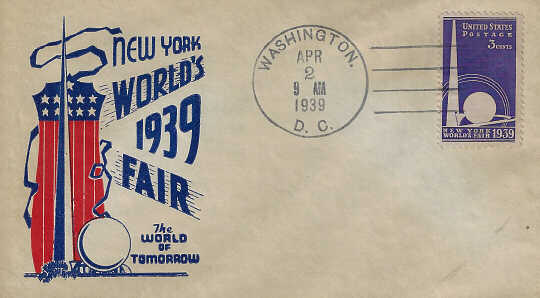 NEW YORK
WORLD'S
1939
FAIR
The
WORLD
OF
TOMORROW
WASHINGTON.
APR
2
9 AM
1939
D. C.
UNITED STATES
POSTAGE
3 CENTS
NEW YORK
WORLD'S FAIR 1939